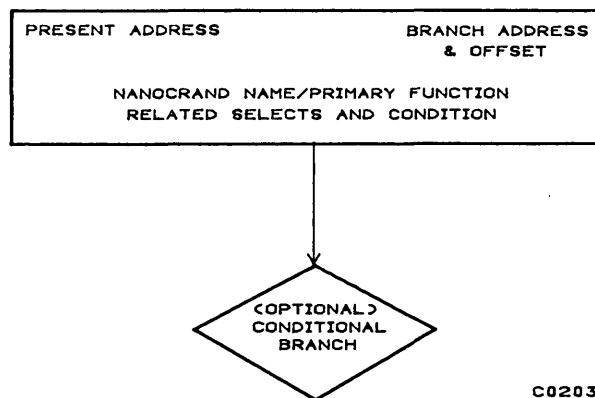 PRESENT ADDRESS
BRANCH ADDRESS
& OFFSET
NANOCRAND NAME/PRIMARY FUNCTION
RELATED SELECTS AND CONDITION
(OPTIONAL)
CONDITIONAL
BRANCH
C0203